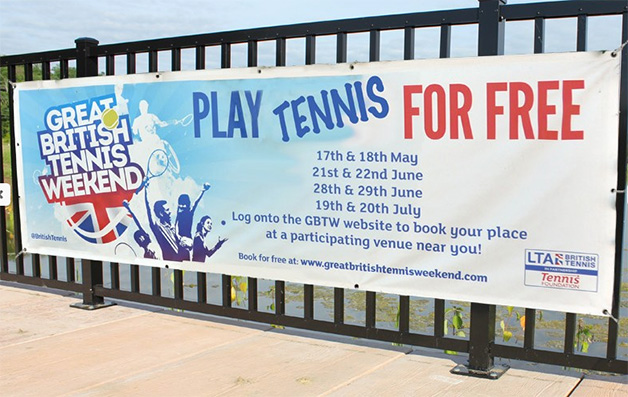 GREAT
BRITISH
TENNIS
WEEKEND
@BritishTennis
PLAY TENNIS FOR FREE
17th & 18th May
21st & 22nd June
28th & 29th June
19th & 20th July
Log onto the GBTW website to book your place
at a participating venue near you!
Book for free at: www.greatbritishtennisweekend.com
LTA BRITISH TENNIS
IN PARTNERSHIP
Tennis
FOUNDATION